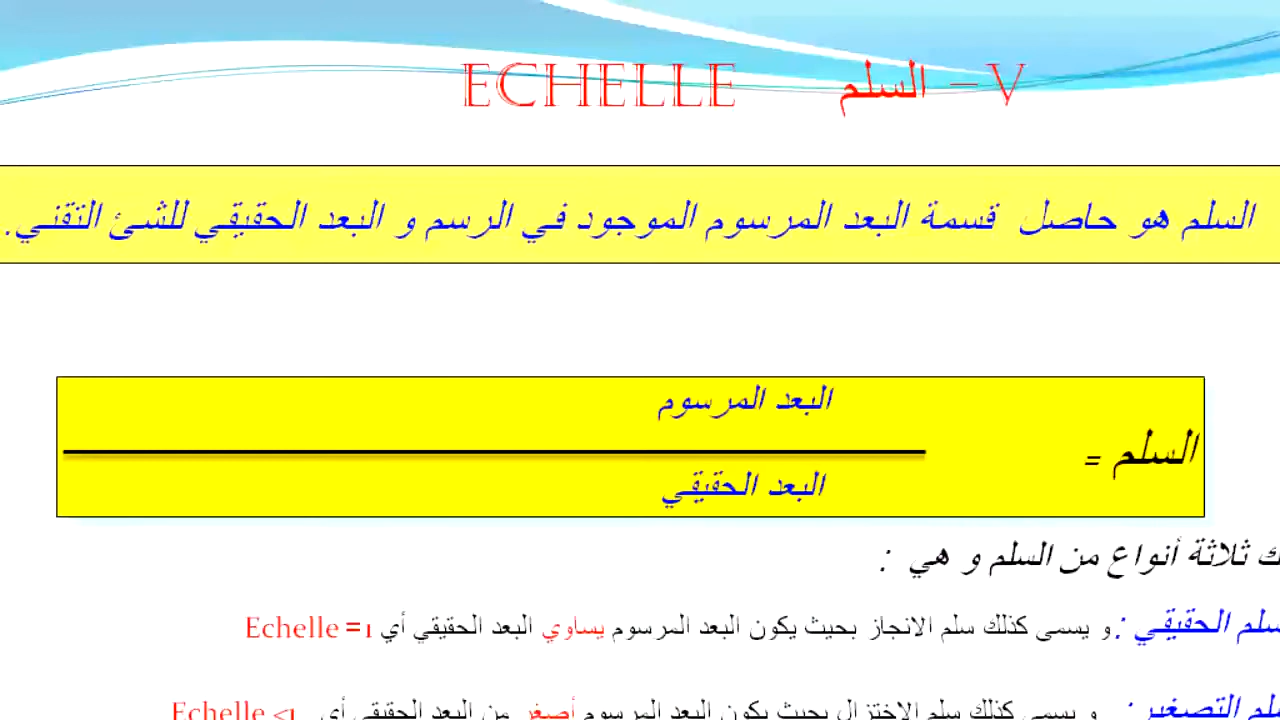 V – السلم ECHELLE
السلم هو حاصل قسمة البعد المرسوم الموجود في الرسم و البعد الحقيقي للشئ التقني.
البعد المرسوم
السلم =
البعد الحقيقي
ثلاثة أنواع من السلم و هي :
الحقيقي : و يسمى كذلك سلم الانجاز بحيث يكون البعد المرسوم يساوي البعد الحقيقي أي Echelle =1
التصغير : و يسمى كذلك سلم الاختزال بحيث يكون البعد المرسوم أصغر من البعد الحقيقي أي Echelle <1